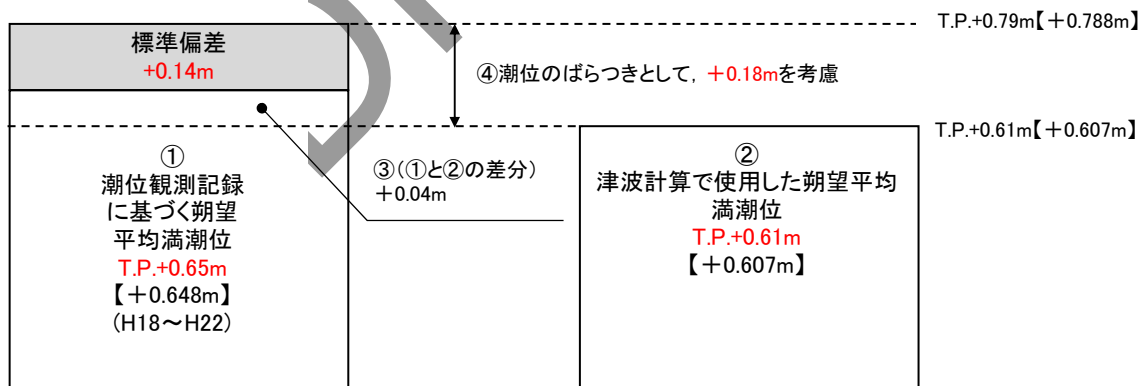 T.P.+0.79m【＋0.788m】
標準偏差
+0.14m
④潮位のばらつきとして，＋0.18mを考慮
T.P.+0.61m【＋0.607m】
①
潮位観測記録
に基づく朔望
平均満潮位
T.P.+0.65m
【＋0.648m】
(H18～H22)
③(①と②の差分)
＋0.04m
②
津波計算で使用した朔望平均
満潮位
T.P.+0.61m
【＋0.607m】